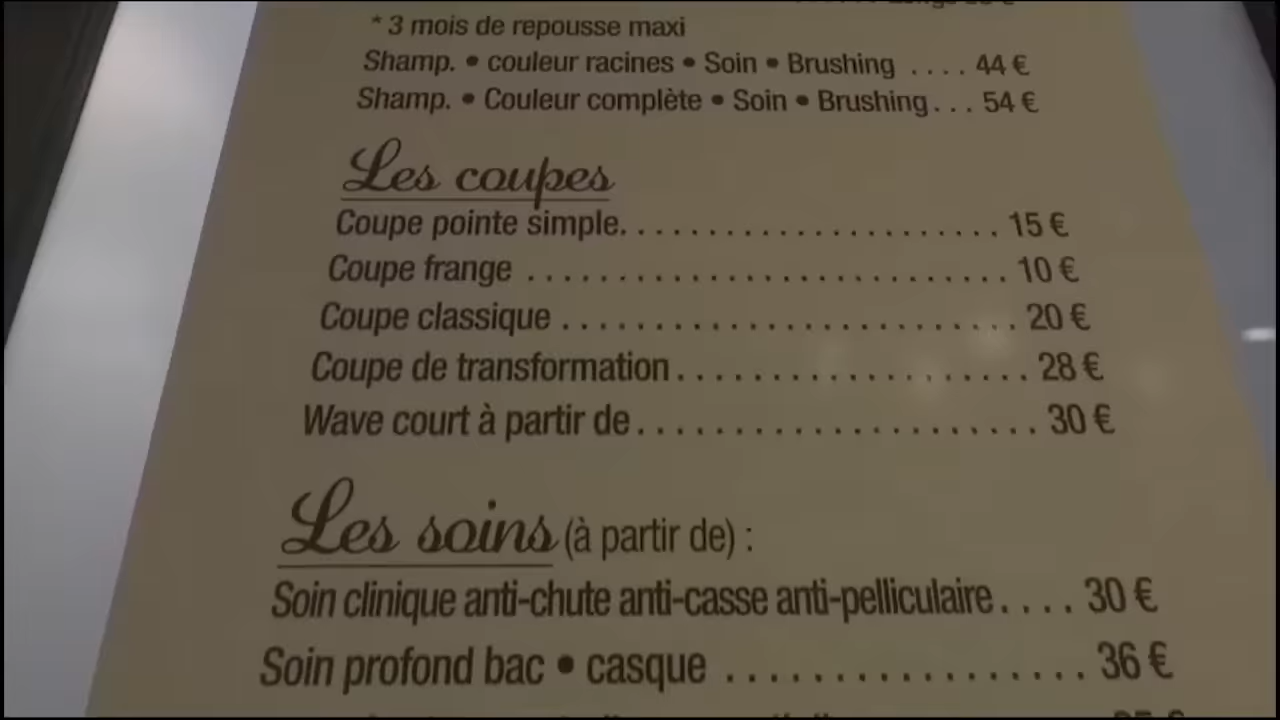 * 3 mois de repousse maxi
Shamp. • couleur racines • Soin • Brushing .... 44 €
Shamp. • Couleur complète • Soin • Brushing... 54 €
Les coupes
Coupe pointe simple....................... 15 €
Coupe frange ............................ 10 €
Coupe classique ......................... 20 €
Coupe de transformation................... 28 €
Wave court à partir de..................... 30 €
Les soins (à partir de) :
Soin clinique anti-chute anti-casse anti-pelliculaire.... 30 €
Soin profond bac • casque ................. 36 €